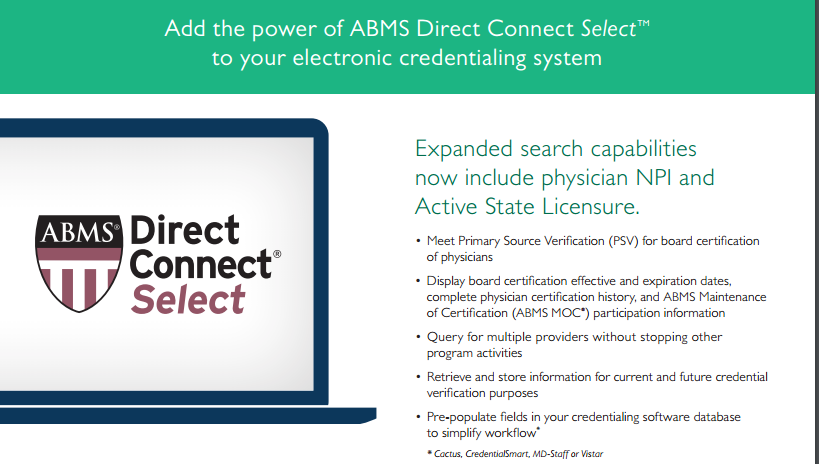 Add the power of ABMS Direct Connect Select™
to your electronic credentialing system
ABMS®
Direct
Connect®
Select
Expanded search capabilities
now include physician NPI and
Active State Licensure.
• Meet Primary Source Verification (PSV) for board certification
of physicians
• Display board certification effective and expiration dates,
complete physician certification history, and ABMS Maintenance
of Certification (ABMS MOC®) participation information
• Query for multiple providers without stopping other
program activities
• Retrieve and store information for current and future credential
verification purposes
• Pre-populate fields in your credentialing software database
to simplify workflow*
* Cactus, CredentialSmart, MD-Staff or Vistar